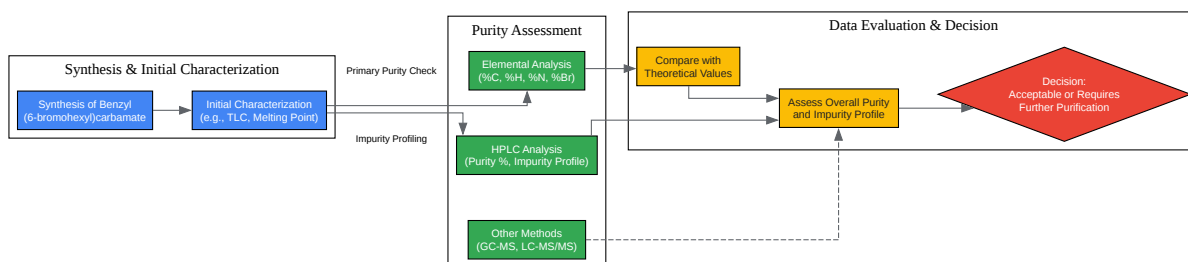 Synthesis & Initial Characterization
Synthesis of Benzyl
(6-bromohexyl)carbamate
Initial Characterization
(e.g., TLC, Melting Point)
Primary Purity Check
Impurity Profiling
Purity Assessment
Elemental Analysis
(%C, %H, %N, %Br)
HPLC Analysis
(Purity %, Impurity Profile)
Other Methods
(GC-MS, LC-MS/MS)
Data Evaluation & Decision
Compare with
Theoretical Values
Assess Overall Purity
and Impurity Profile
Decision:
Acceptable or Requires
Further Purification